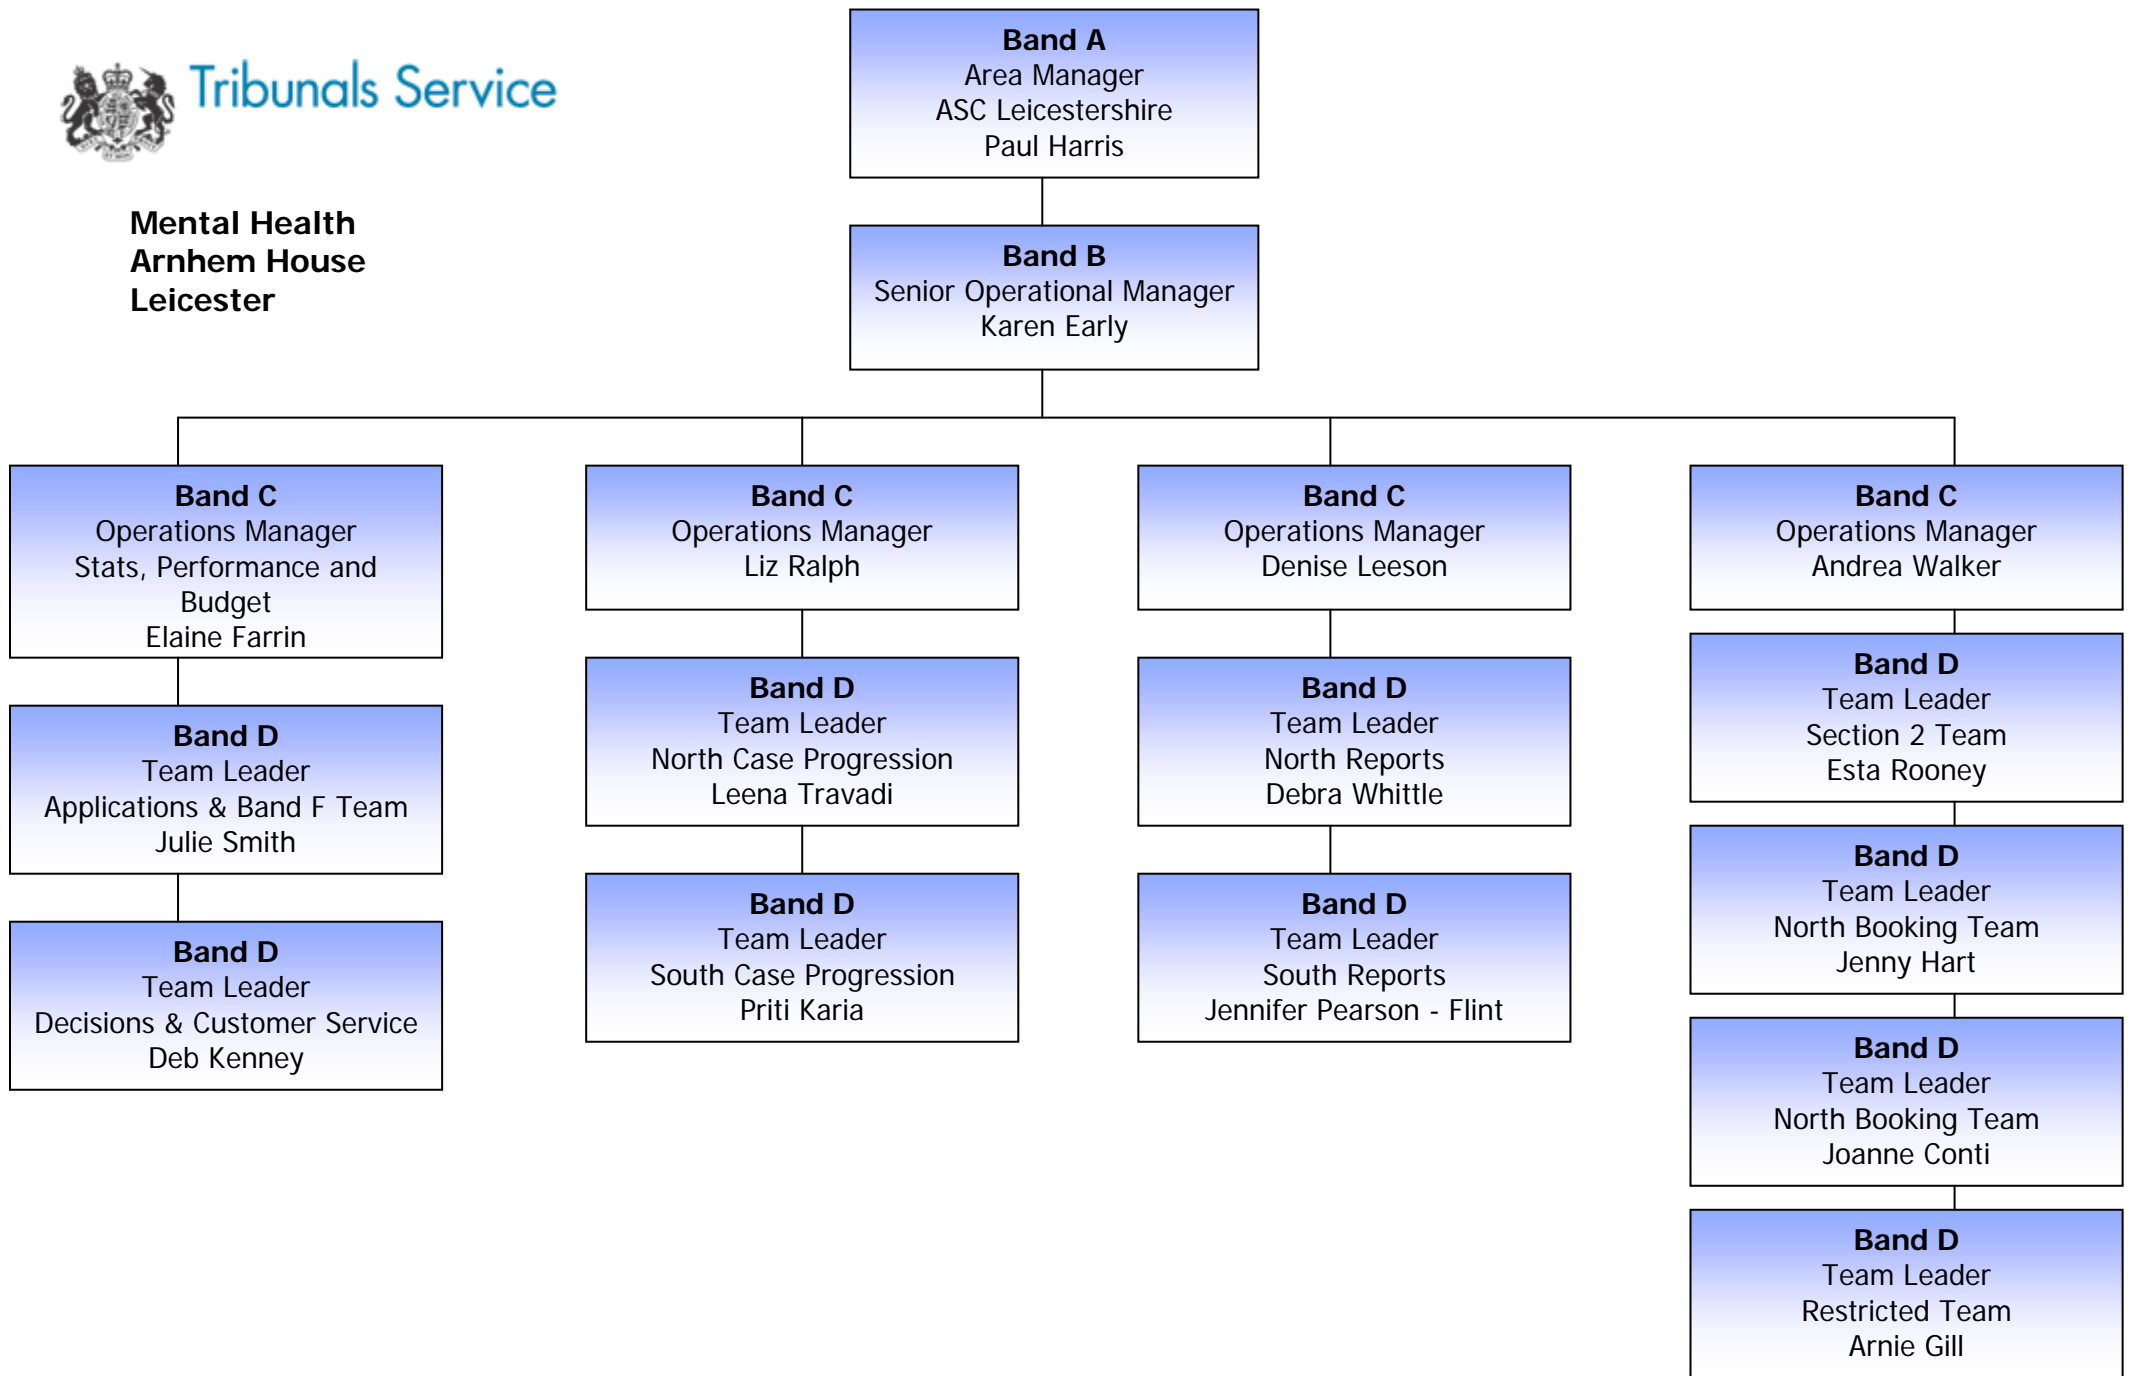 Tribunals Service
Mental Health
Arnhem House
Leicester
Band A
Area Manager
ASC Leicestershire
Paul Harris
Band B
Senior Operational Manager
Karen Early
Band C
Operations Manager
Stats, Performance and
Budget
Elaine Farrin
Band D
Team Leader
Applications & Band F Team
Julie Smith
Band D
Team Leader
Decisions & Customer Service
Deb Kenney
Band C
Operations Manager
Liz Ralph
Band D
Team Leader
North Case Progression
Leena Travadi
Band D
Team Leader
South Case Progression
Priti Karia
Band C
Operations Manager
Denise Leeson
Band D
Team Leader
North Reports
Debra Whittle
Band D
Team Leader
South Reports
Jennifer Pearson - Flint
Band C
Operations Manager
Andrea Walker
Band D
Team Leader
Section 2 Team
Esta Rooney
Band D
Team Leader
North Booking Team
Jenny Hart
Band D
Team Leader
North Booking Team
Joanne Conti
Band D
Team Leader
Restricted Team
Arnie Gill